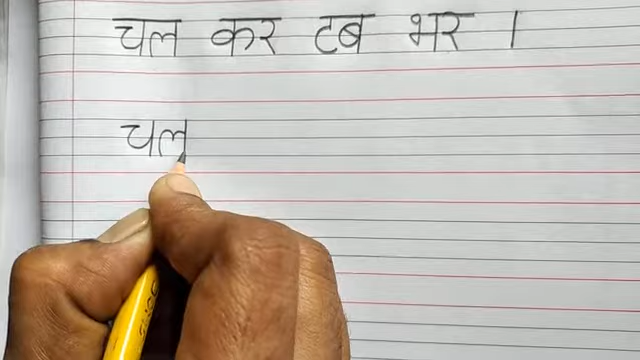 चल कर टब भर ।
चल